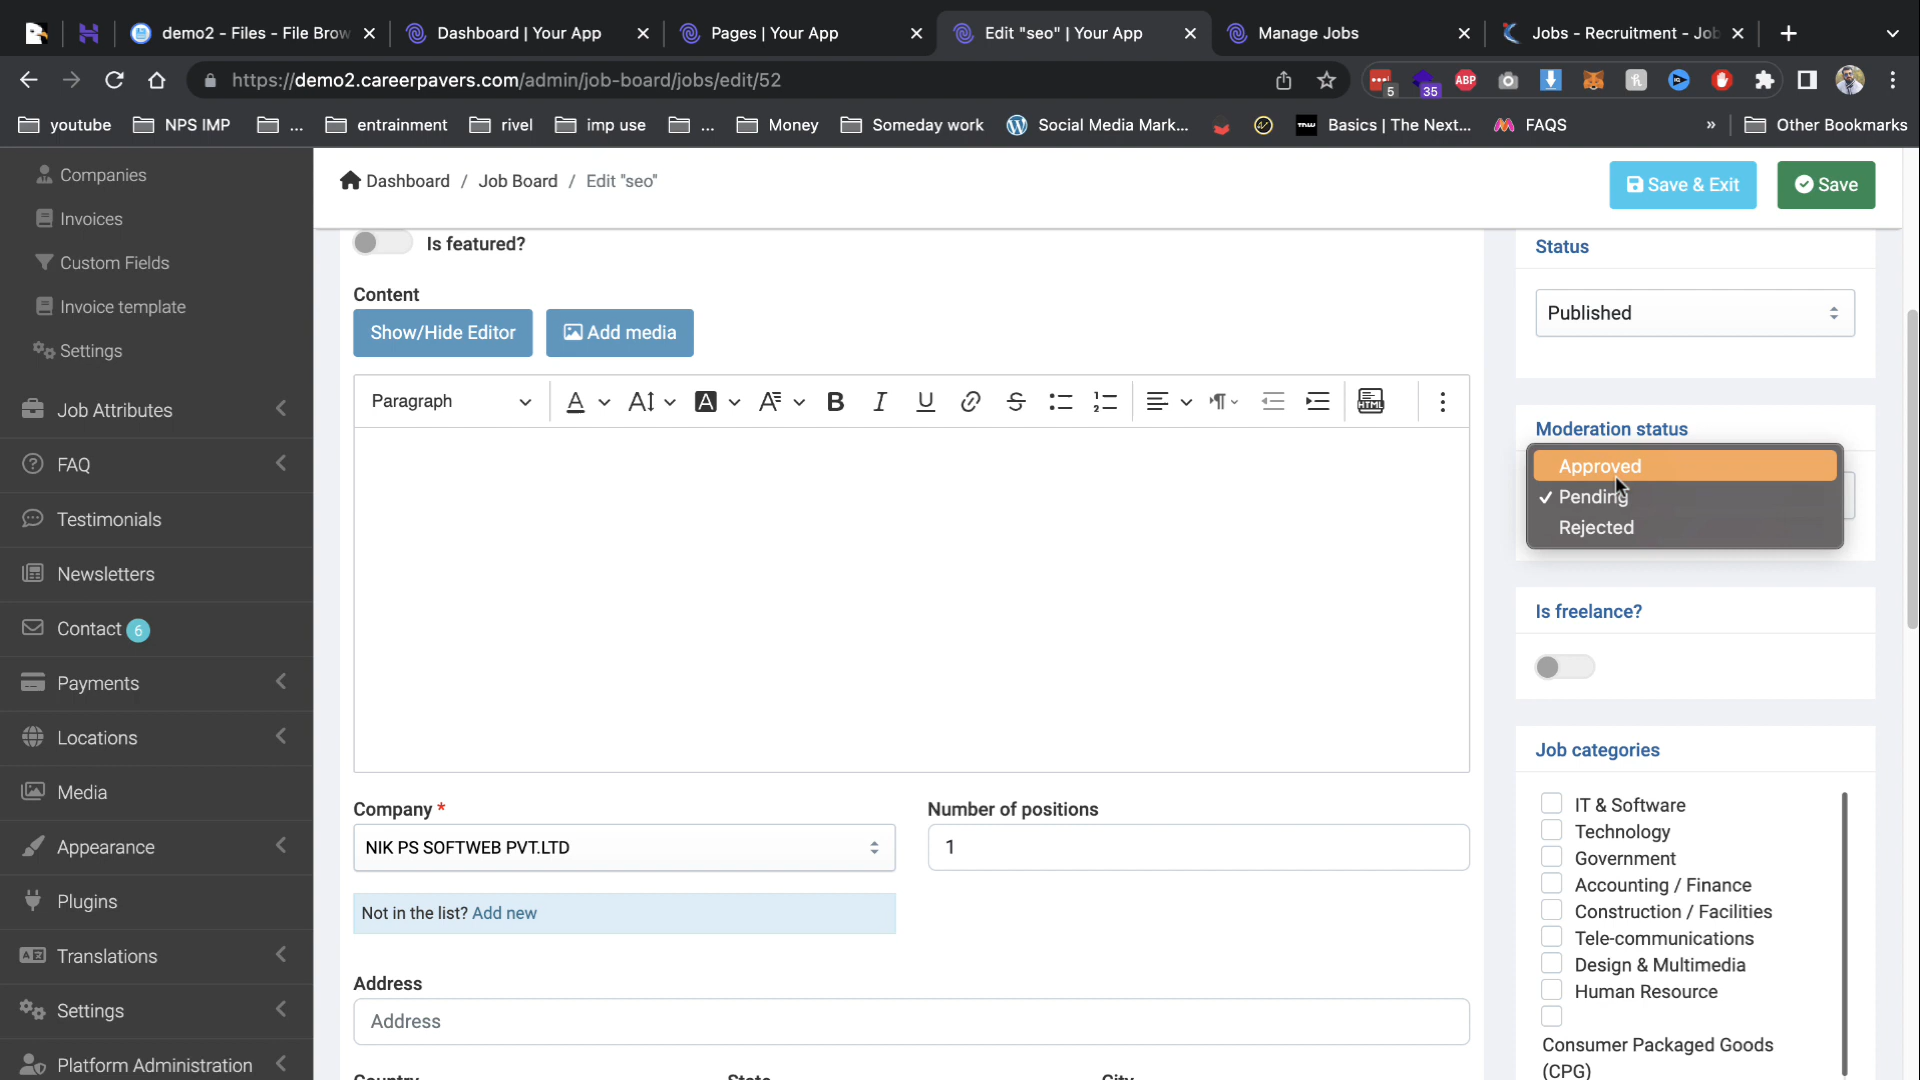 demo2 - Files - File Brow
Dashboard | Your App
Pages | Your App
Edit "seo" | Your App
Manage Jobs
Jobs - Recruitment - Job
https://demo2.careerpavers.com/admin/job-board/jobs/edit/52
5
35
ABP
youtube
NPS IMP
...
entrainment
rivel
imp use
...
Money
Someday work
Social Media Mark...
Basics | The Next...
FAQS
»
Other Bookmarks
Companies
Invoices
Custom Fields
Invoice template
Settings
Job Attributes
FAQ
Testimonials
Newsletters
Contact 6
Payments
Locations
Media
Appearance
Plugins
Translations
Settings
Platform Administration
Dashboard / Job Board / Edit "seo"
Save & Exit
Save
Is featured?
Content
Show/Hide Editor
Add media
Paragraph
HTML
Company *
NIK PS SOFTWEB PVT.LTD
Not in the list? Add new
Number of positions
1
Address
Address
Country
State
City
Status
Published
Moderation status
Approved
✓ Pending
Rejected
Is freelance?
Job categories
IT & Software
Technology
Government
Accounting / Finance
Construction / Facilities
Tele-communications
Design & Multimedia
Human Resource
Consumer Packaged Goods
(CPG)